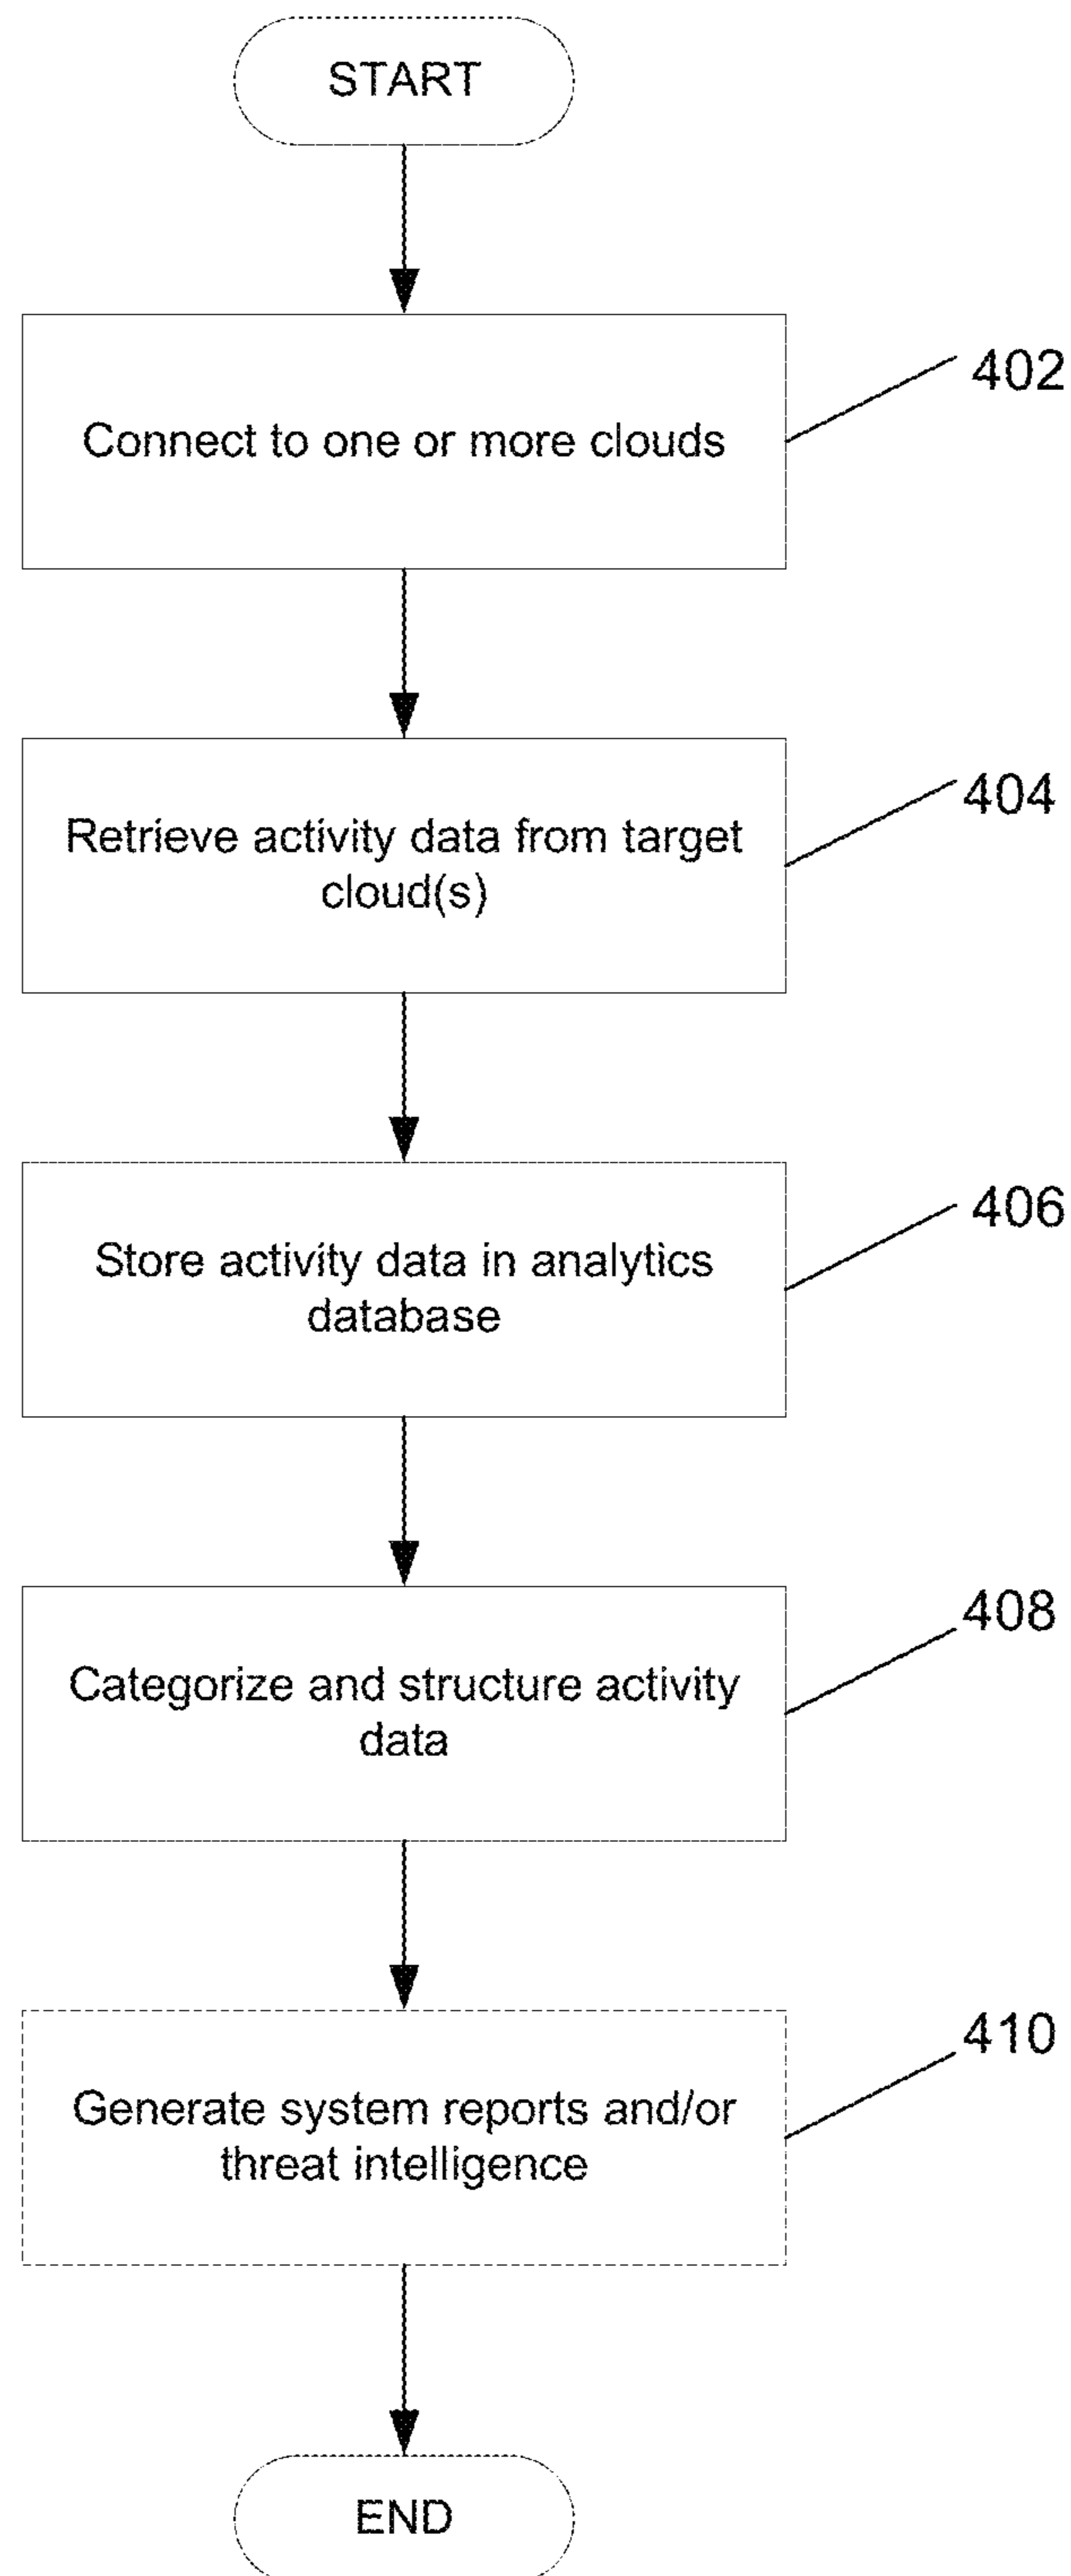 START
Connect to one or more clouds
402
Retrieve activity data from target
cloud(s)
404
Store activity data in analytics
database
406
Categorize and structure activity
data
408
Generate system reports and/or
threat intelligence
410
END